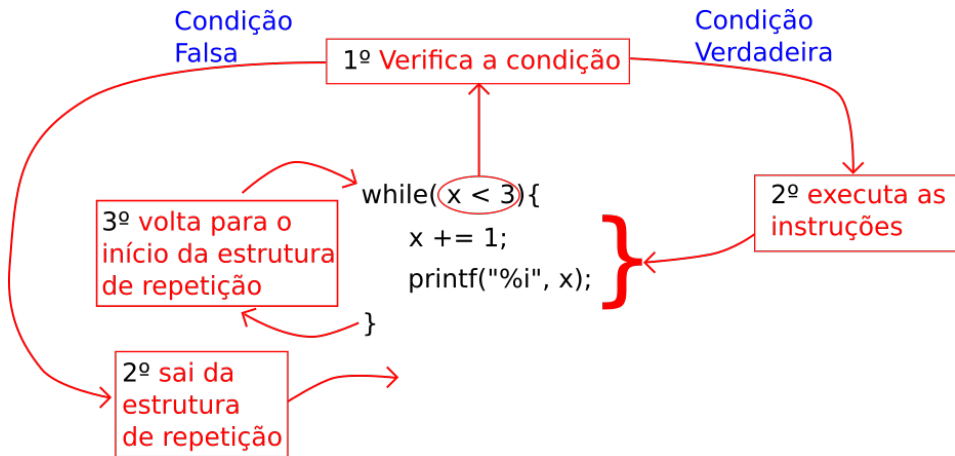 Condição
Falsa
1º Verifica a condição
Condição
Verdadeira
while( x < 3){
x += 1;
printf("%i", x);
}
}
2º executa as
instruções
3º volta para o
início da estrutura
de repetição
2º sai da
estrutura
de repetição